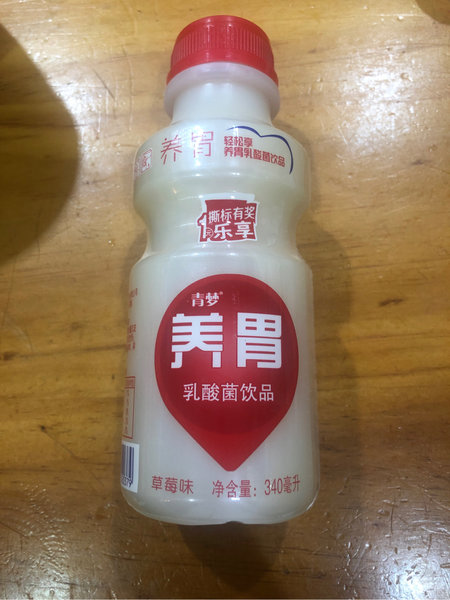 养胃
轻松享
养胃乳酸菌饮品
撕标有奖
1元乐享
青梦
养胃
乳酸菌饮品
草莓味 净含量：340毫升